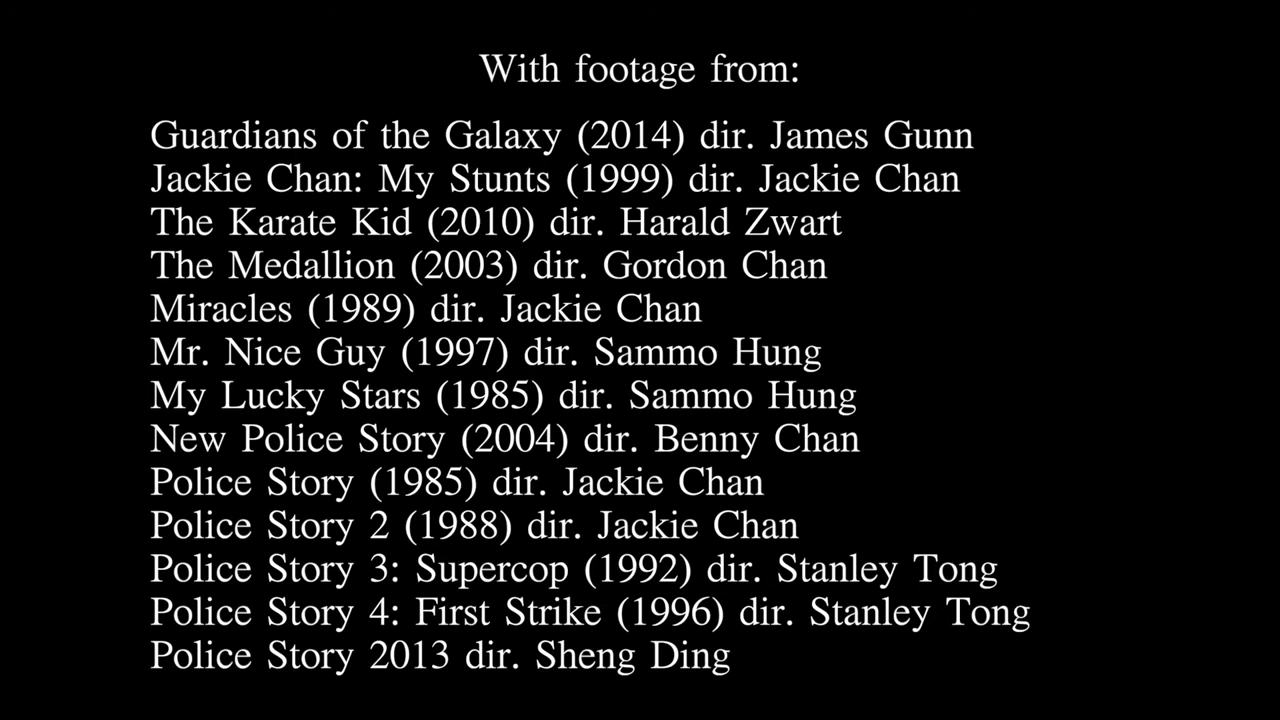 With footage from:
Guardians of the Galaxy (2014) dir. James Gunn
Jackie Chan: My Stunts (1999) dir. Jackie Chan
The Karate Kid (2010) dir. Harald Zwart
The Medallion (2003) dir. Gordon Chan
Miracles (1989) dir. Jackie Chan
Mr. Nice Guy (1997) dir. Sammo Hung
My Lucky Stars (1985) dir. Sammo Hung
New Police Story (2004) dir. Benny Chan
Police Story (1985) dir. Jackie Chan
Police Story 2 (1988) dir. Jackie Chan
Police Story 3: Supercop (1992) dir. Stanley Tong
Police Story 4: First Strike (1996) dir. Stanley Tong
Police Story 2013 dir. Sheng Ding